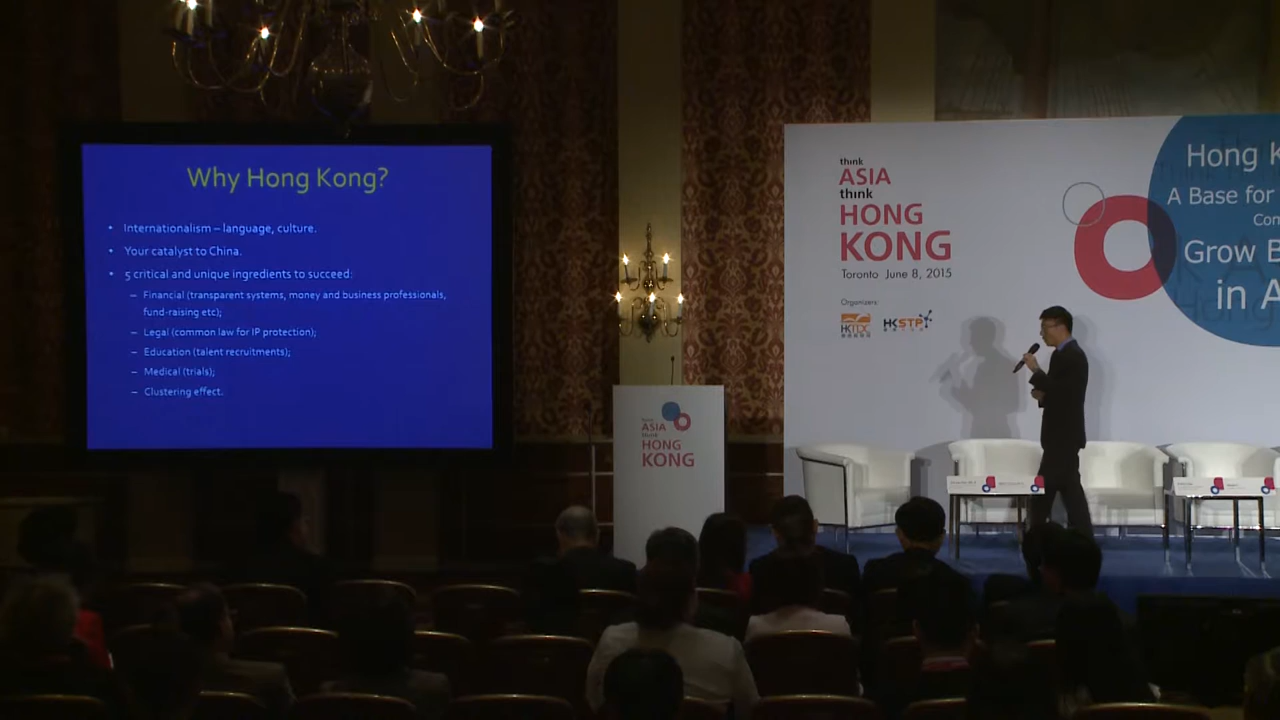 Why Hong Kong?
• Internationalism – language, culture.
• Your catalyst to China.
• 5 critical and unique ingredients to succeed:
– Financial (transparent systems, money and business professionals,
fund-raising etc);
– Legal (common law for IP protection);
– Education (talent recruitments);
– Medical (trials);
– Clustering effect.
think
ASIA
think
HONG
KONG
Toronto June 8, 2015
Organizers:
HKTDC
HKSTP
Hong K
A Base for
Con
Grow B
in A
think
ASIA
think
HONG
KONG